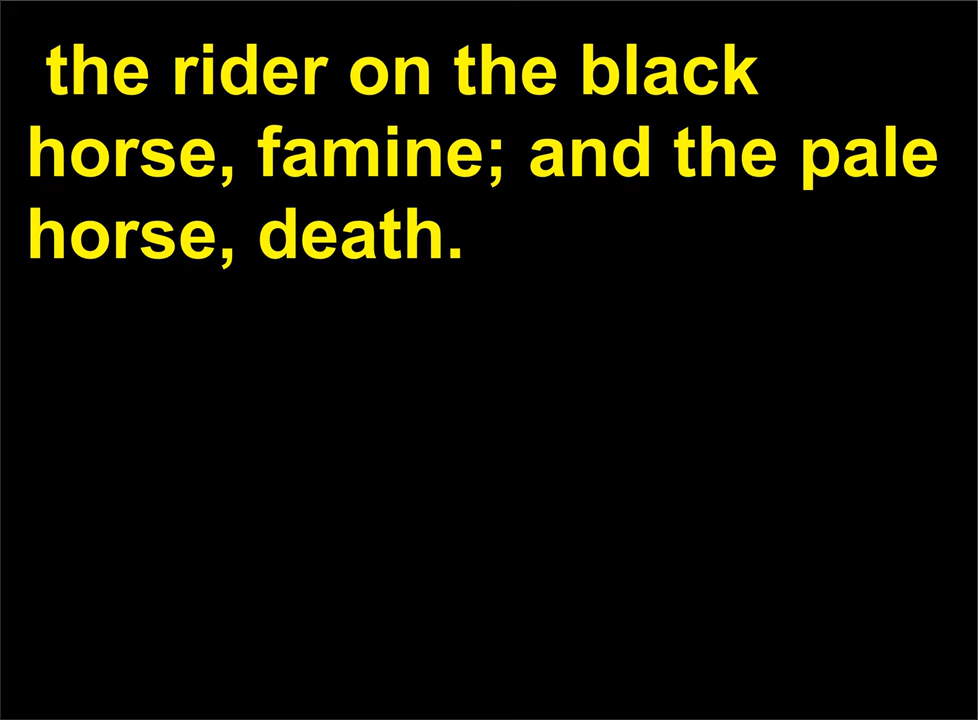 the rider on the black
horse, famine; and the pale
horse, death.